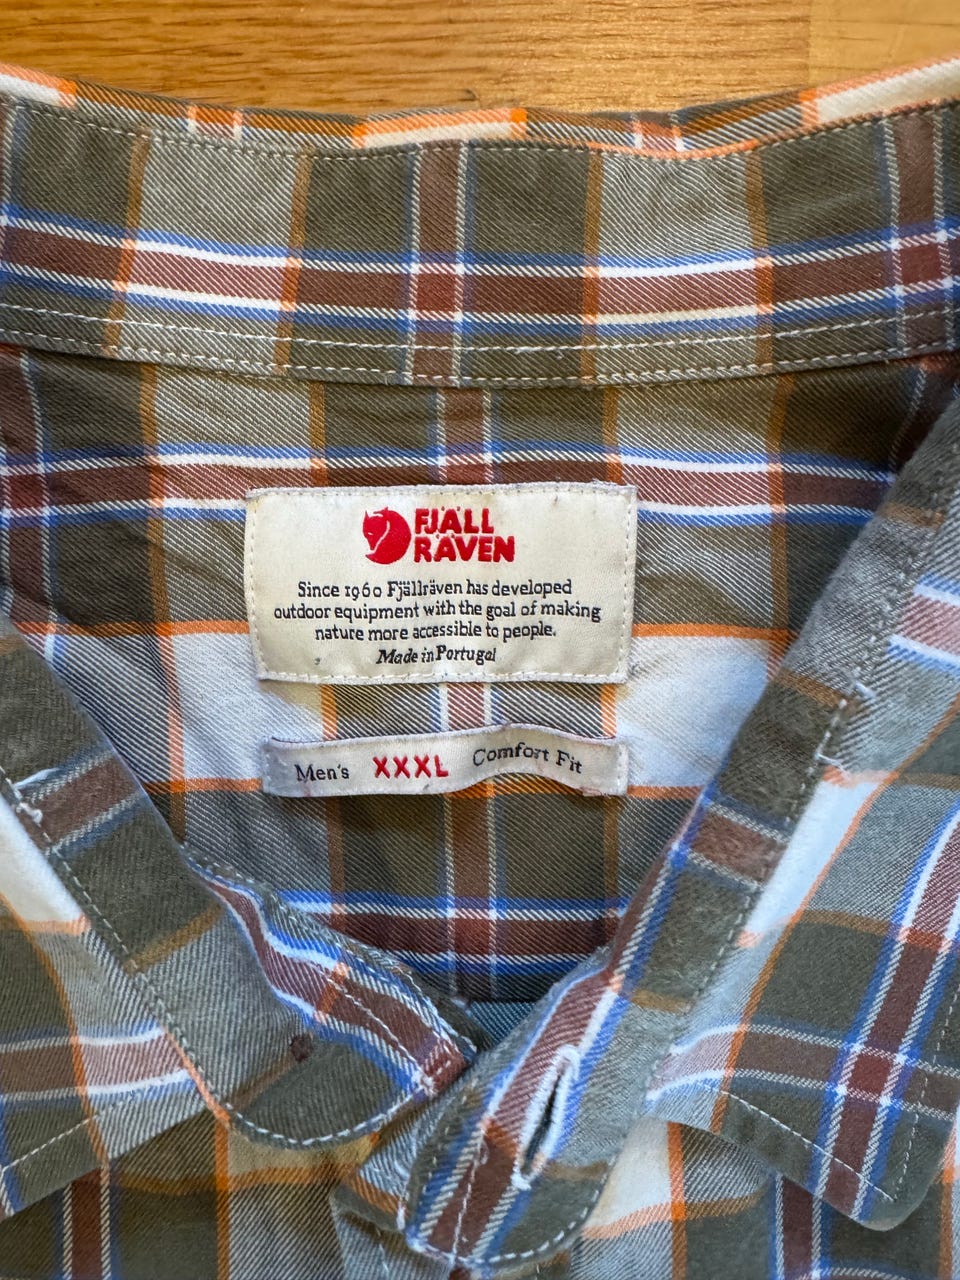 FJÄLL
RÄVEN
Since 1960 Fjällräven has developed
outdoor equipment with the goal of making
nature more accessible to people.
Made in Portugal
Men's XXXL Comfort Fit